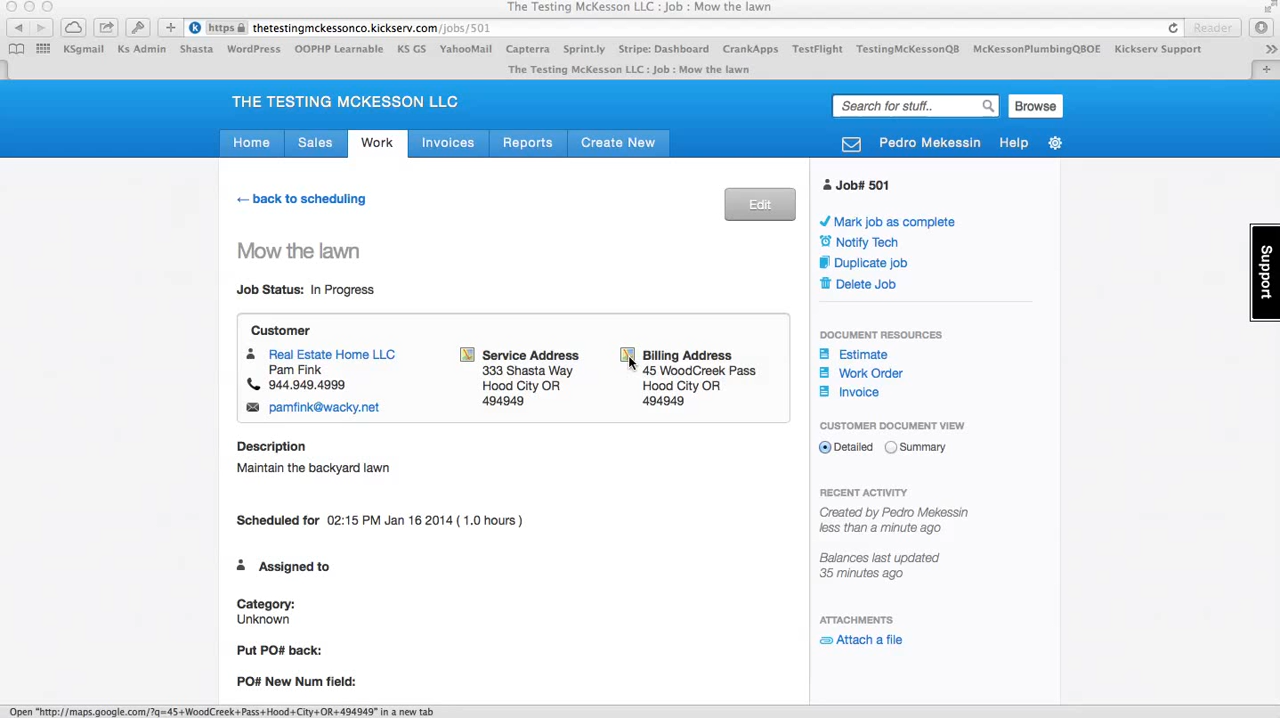 The Testing McKesson LLC : Job : Mow the lawn
https thetestingmckessonco.kickserv.com/jobs/501
Reader
KSgmail Ks Admin Shasta WordPress OOPHP Learnable KS GS YahooMail Capterra Sprint.ly Stripe: Dashboard CrankApps TestFlight TestingMcKessonQB McKessonPlumbingQBOE Kickserv Support
The Testing McKesson LLC : Job : Mow the lawn
THE TESTING MCKESSON LLC
Search for stuff.. Browse
Home Sales Work Invoices Reports Create New
Pedro Mekessin Help
← back to scheduling
Edit
Mow the lawn
Job Status: In Progress
Customer
Real Estate Home LLC
Pam Fink
944.949.4999
pamfink@wacky.net
Service Address
333 Shasta Way
Hood City OR
494949
Billing Address
45 WoodCreek Pass
Hood City OR
494949
Description
Maintain the backyard lawn
Scheduled for 02:15 PM Jan 16 2014 ( 1.0 hours )
Assigned to
Category:
Unknown
Put PO# back:
PO# New Num field:
Job# 501
Mark job as complete
Notify Tech
Duplicate job
Delete Job
DOCUMENT RESOURCES
Estimate
Work Order
Invoice
CUSTOMER DOCUMENT VIEW
Detailed Summary
RECENT ACTIVITY
Created by Pedro Mekessin
less than a minute ago
Balances last updated
35 minutes ago
ATTACHMENTS
Attach a file
Support
Open "http://maps.google.com/?q=45+WoodCreek+Pass+Hood+City+OR+494949" in a new tab